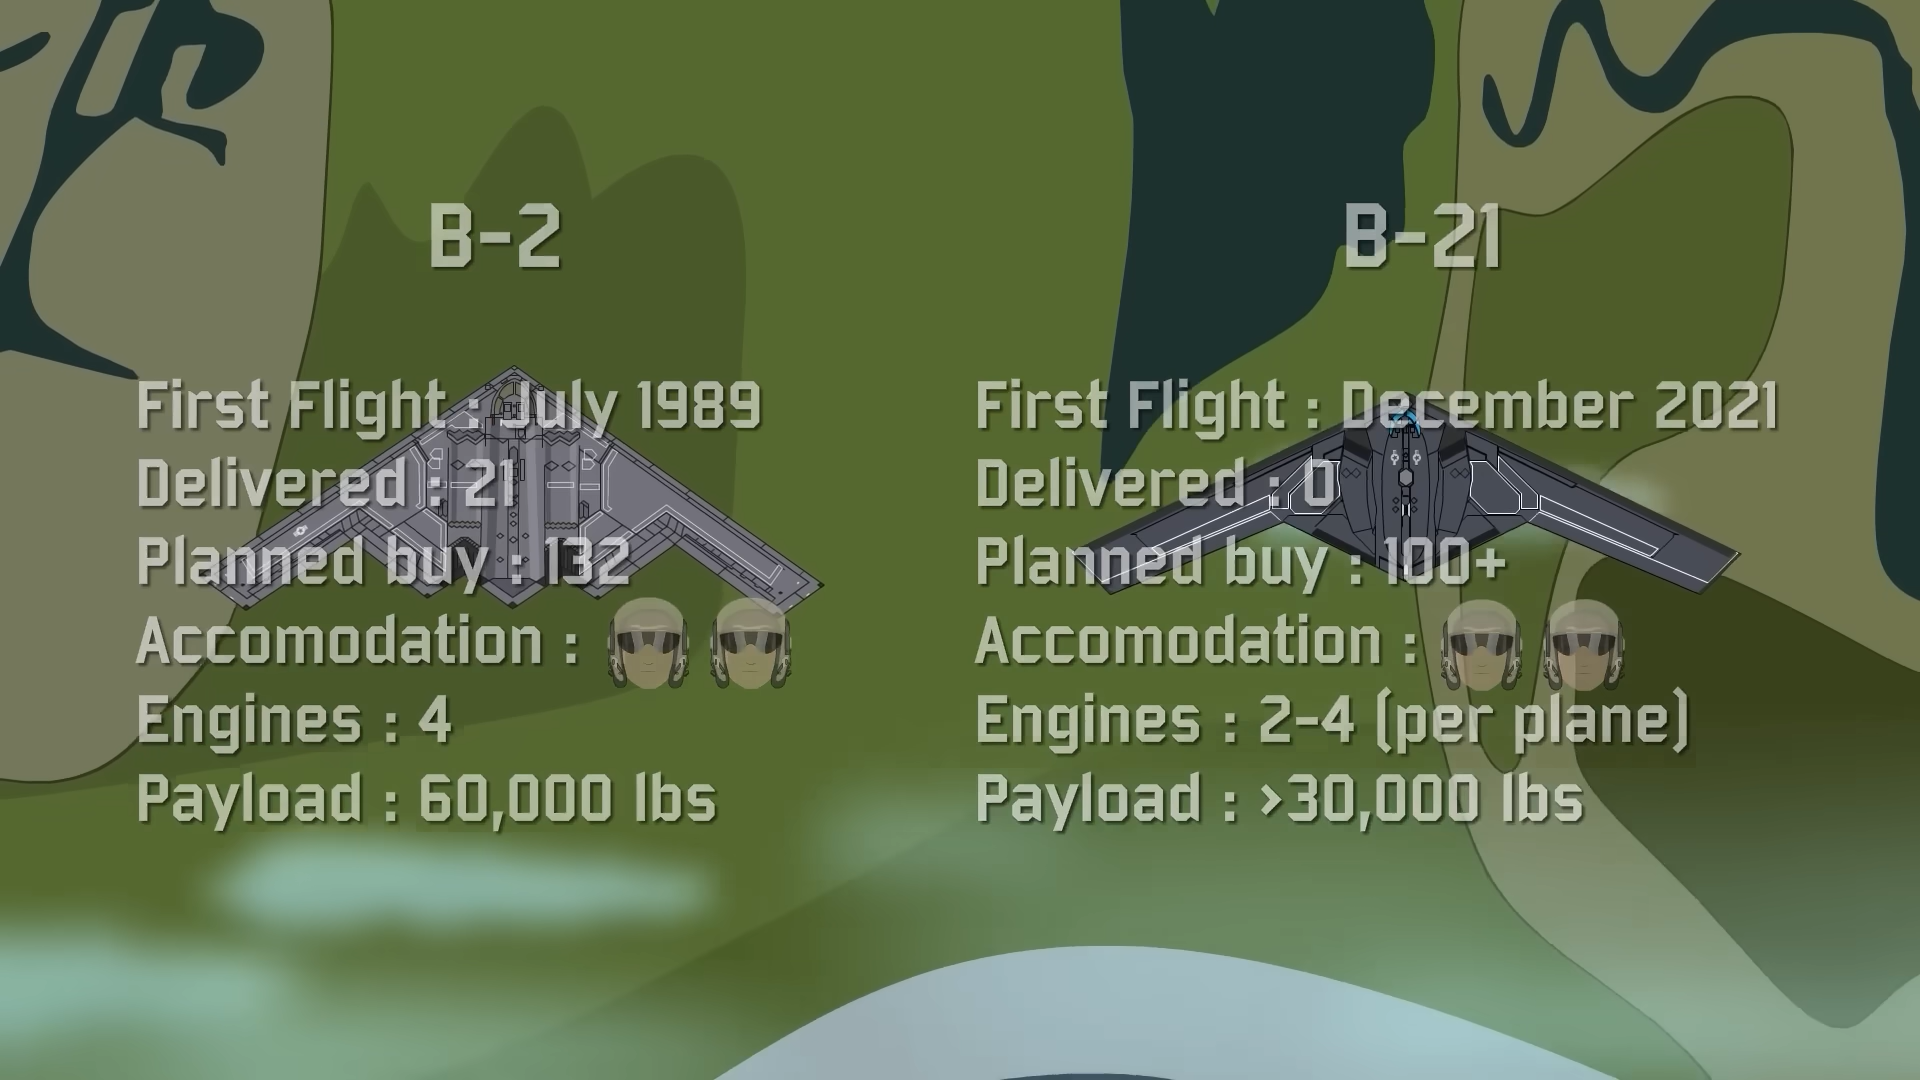 B-2
First Flight : July 1989
Delivered : 21
Planned buy : 132
Accomodation :
Engines : 4
Payload : 60,000 lbs
B-21
First Flight : December 2021
Delivered : 0
Planned buy : 100+
Accomodation :
Engines : 2-4 (per plane)
Payload : >30,000 lbs